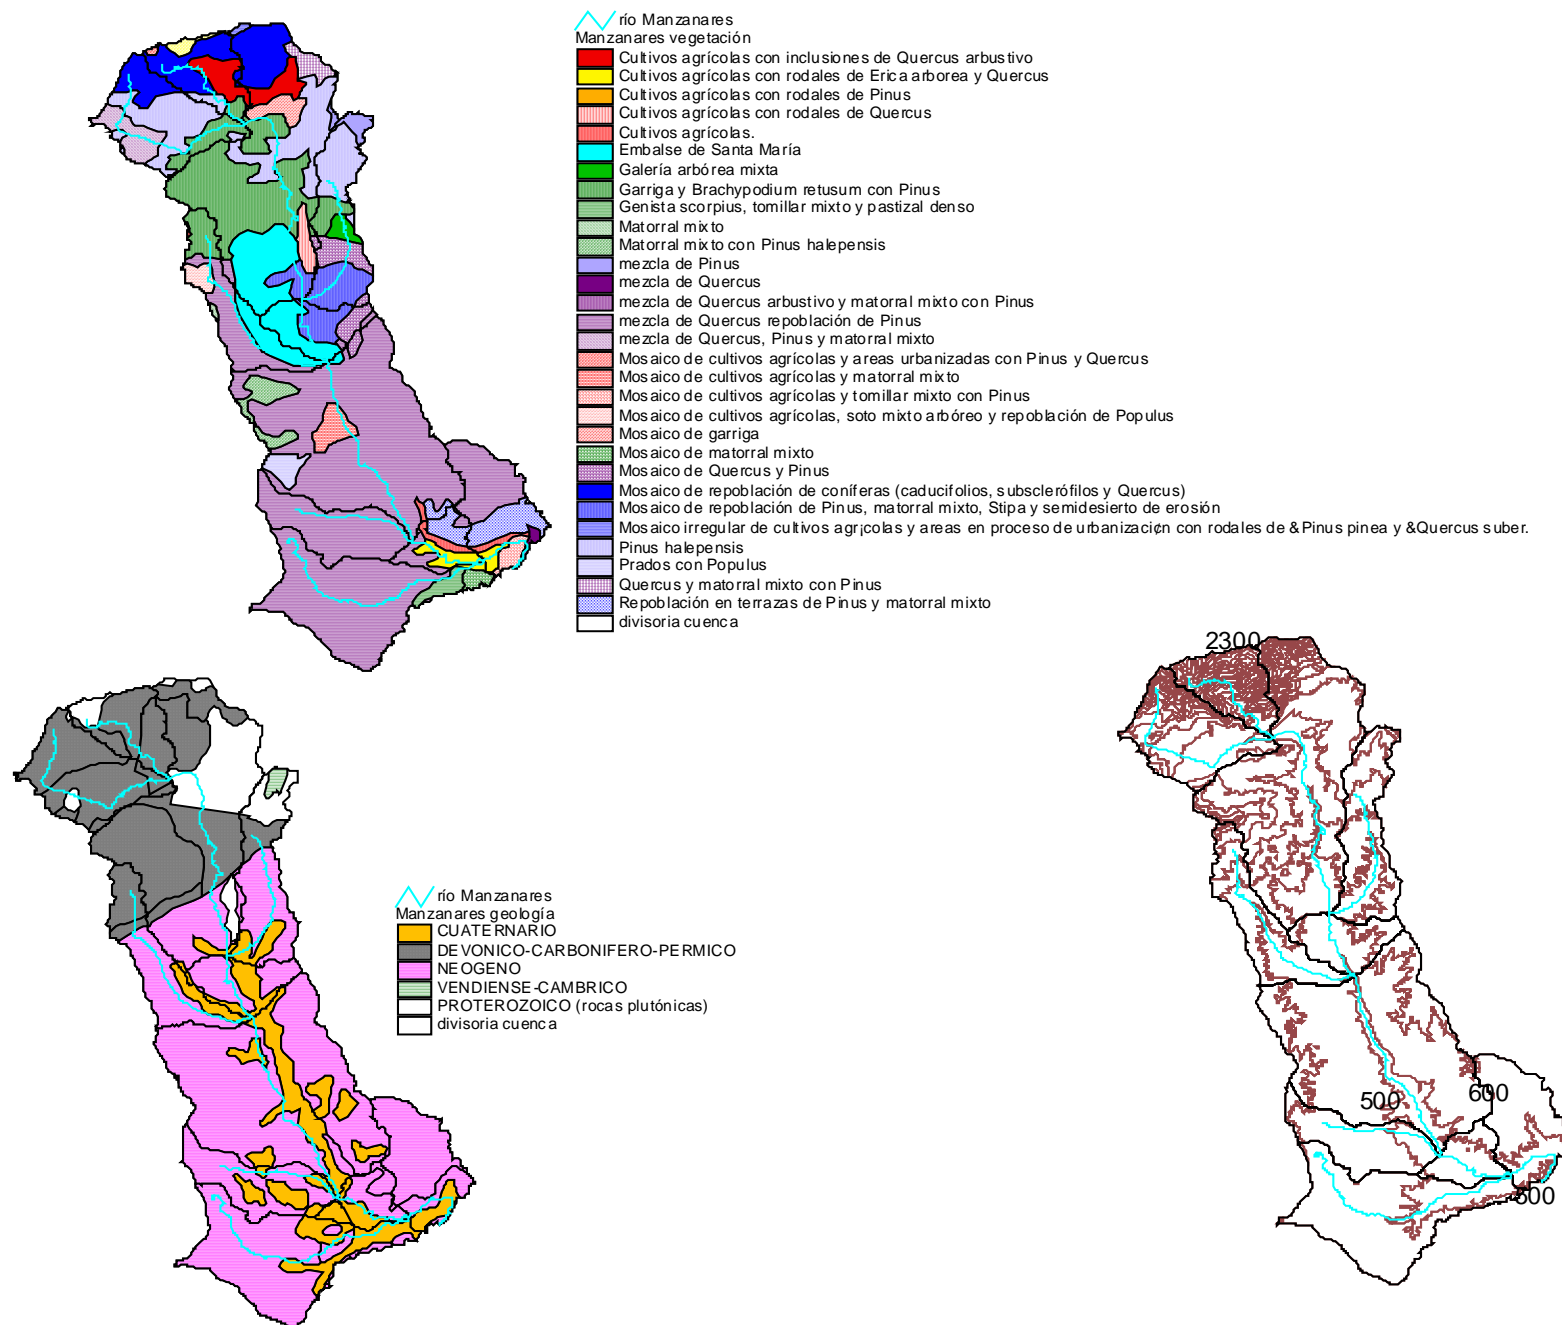 río Manzanares
Manzanares vegetación
Cultivos agrícolas con inclusiones de Quercus arbustivo
Cultivos agrícolas con rodales de Erica arborea y Quercus
Cultivos agrícolas con rodales de Pinus
Cultivos agrícolas con rodales de Quercus
Cultivos agrícolas.
Embalse de Santa María
Galería arbórea mixta
Garriga y Brachypodium retusum con Pinus
Genista scorpius, tomillar mixto y pastizal denso
Matorral mixto
Matorral mixto con Pinus halepensis
mezcla de Pinus
mezcla de Quercus
mezcla de Quercus arbustivo y matorral mixto con Pinus
mezcla de Quercus repoblación de Pinus
mezcla de Quercus, Pinus y matorral mixto
Mosaico de cultivos agrícolas y areas urbanizadas con Pinus y Quercus
Mosaico de cultivos agrícolas y matorral mixto
Mosaico de cultivos agrícolas y tomillar mixto con Pinus
Mosaico de cultivos agrícolas, soto mixto arbóreo y repoblación de Populus
Mosaico de garriga
Mosaico de matorral mixto
Mosaico de Quercus y Pinus
Mosaico de repoblación de coníferas (caducifolios, subsclerófilos y Quercus)
Mosaico de repoblación de Pinus, matorral mixto, Stipa y semidesierto de erosión
Mosaico irregular de cultivos agr¡colas y areas en proceso de urbanizaci¢n con rodales de &Pinus pinea y &Quercus suber.
Pinus halepensis
Prados con Populus
Quercus y matorral mixto con Pinus
Repoblación en terrazas de Pinus y matorral mixto
divisoria cuenca
2300
500
600
500
río Manzanares
Manzanares geología
CUATERNARIO
DEVONICO-CARBONIFERO-PERMICO
NEOGENO
VENDIENSE-CAMBRICO
PROTEROZOICO (rocas plutónicas)
divisoria cuenca